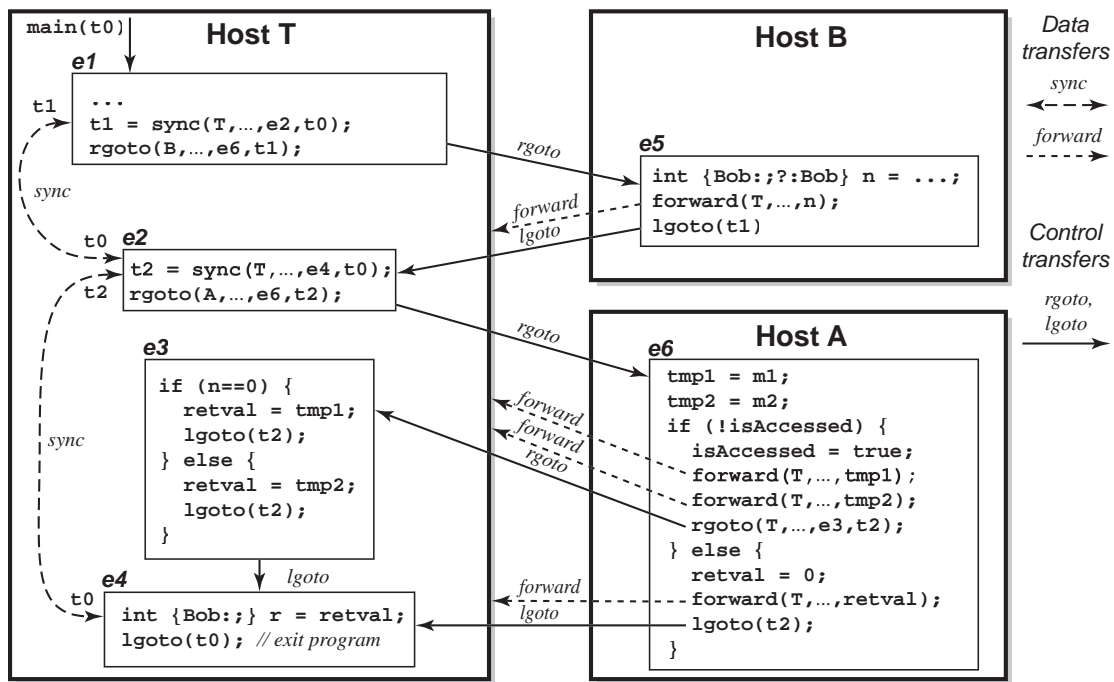 main(t0)
Host T
e1
...
t1 = sync(T,...,e2,t0);
rgoto(B,...,e6,t1);
t1
sync
t0
e2
t2 = sync(T,...,e4,t0);
rgoto(A,...,e6,t2);
t2
sync
e3
if (n==0) {
retval = tmp1;
lgoto(t2);
} else {
retval = tmp2;
lgoto(t2);
}
lgoto
e4
t0
int {Bob:;} r = retval;
lgoto(t0); // exit program
rgoto
forward
lgoto
rgoto
forward
forward
rgoto
forward
lgoto
Host B
e5
int {Bob:;?:Bob} n = ...;
forward(T,...,n);
lgoto(t1)
Host A
e6
tmp1 = m1;
tmp2 = m2;
if (!isAccessed) {
isAccessed = true;
forward(T,...,tmp1);
forward(T,...,tmp2);
rgoto(T,...,e3,t2);
} else {
retval = 0;
forward(T,...,retval);
lgoto(t2);
}
Data
transfers
sync
forward
Control
transfers
rgoto,
lgoto